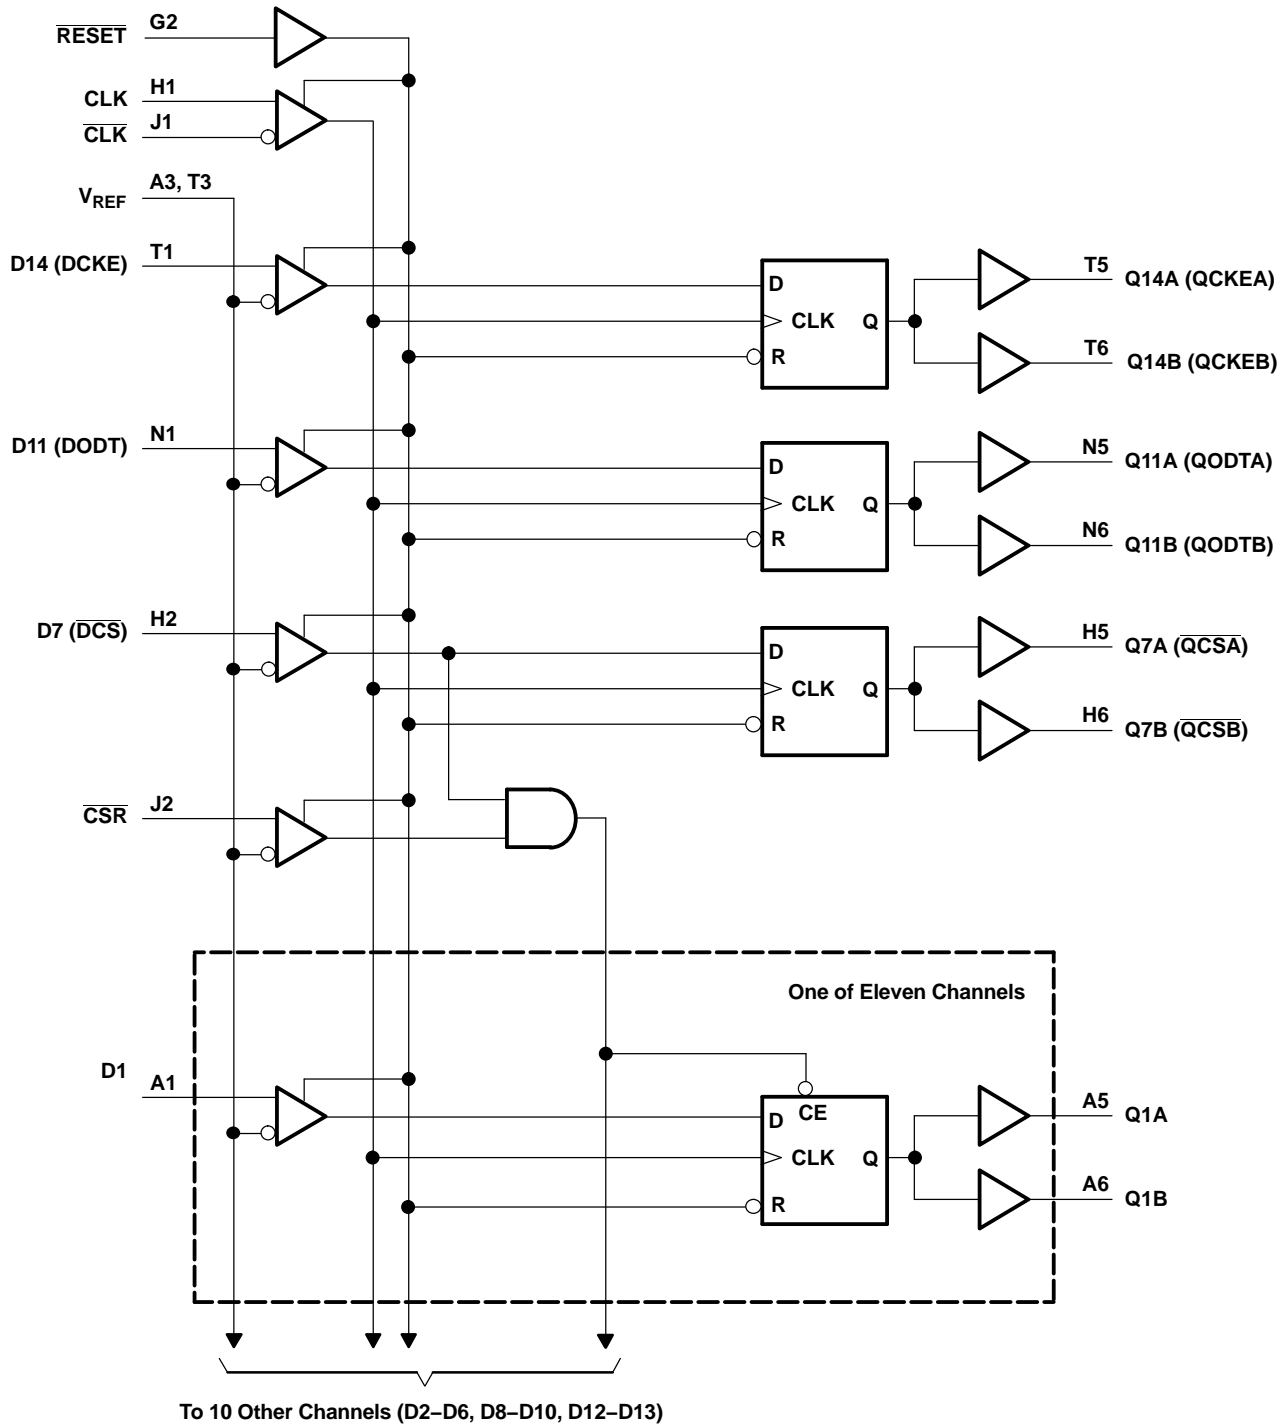 RESET G2
CLK H1
CLK J1
VREF A3, T3
D14 (DCKE) T1
D
CLK Q
R
T5 Q14A (QCKEA)
T6 Q14B (QCKEB)
D11 (DODT) N1
D
CLK Q
R
N5 Q11A (QODTA)
N6 Q11B (QODTB)
D7 (DCS) H2
D
CLK Q
R
H5 Q7A (QCSA)
H6 Q7B (QCSB)
CSR J2
One of Eleven Channels
D1 A1
CE
D
CLK Q
R
A5 Q1A
A6 Q1B
To 10 Other Channels (D2–D6, D8–D10, D12–D13)